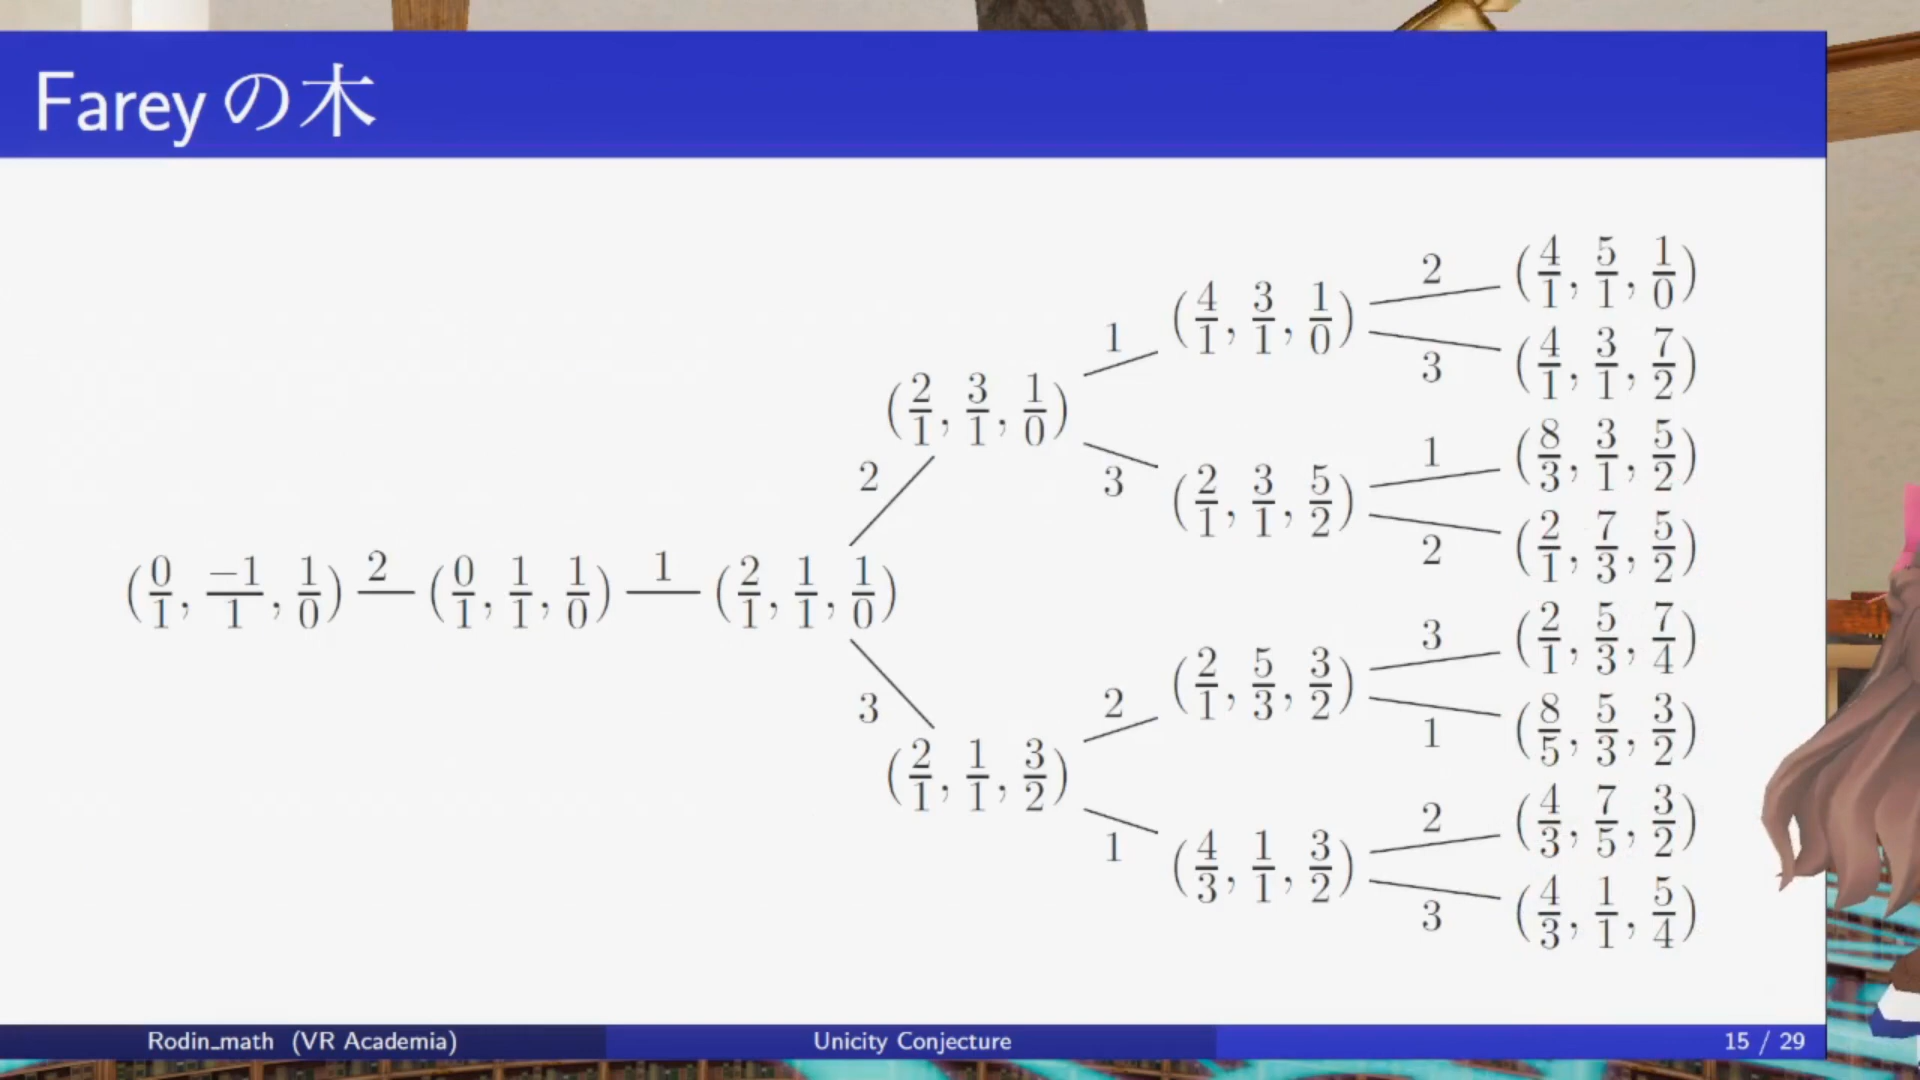 Fareyの木
(4/1, 5/1, 1/0)
2
(4/1, 3/1, 1/0)
3
(4/1, 3/1, 7/2)
1
(2/1, 3/1, 1/0)
3
(8/3, 3/1, 5/2)
1
(2/1, 3/1, 5/2)
2
(2/1, 7/3, 5/2)
2
(0/1, -1/1, 1/0) 2 (0/1, 1/1, 1/0) 1 (2/1, 1/1, 1/0)
3
(2/1, 5/3, 7/4)
3
(2/1, 5/3, 3/2)
1
(8/5, 5/3, 3/2)
2
(2/1, 1/1, 3/2)
1
(4/3, 7/5, 3/2)
2
(4/3, 1/1, 3/2)
3
(4/3, 1/1, 5/4)
Rodin_math (VR Academia) Unicity Conjecture 15 / 29